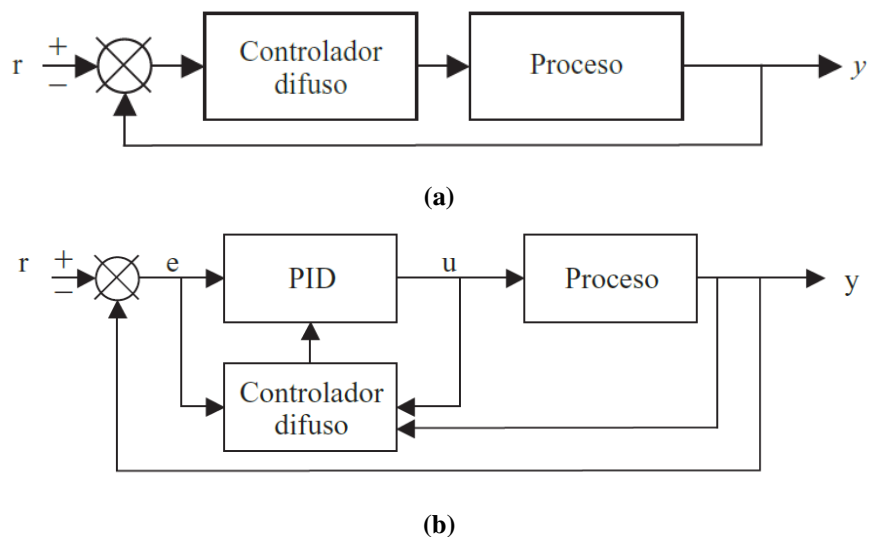 r
+
−
Controlador
difuso
Proceso
y
(a)
r
+
−
e
PID
u
Proceso
y
Controlador
difuso
(b)